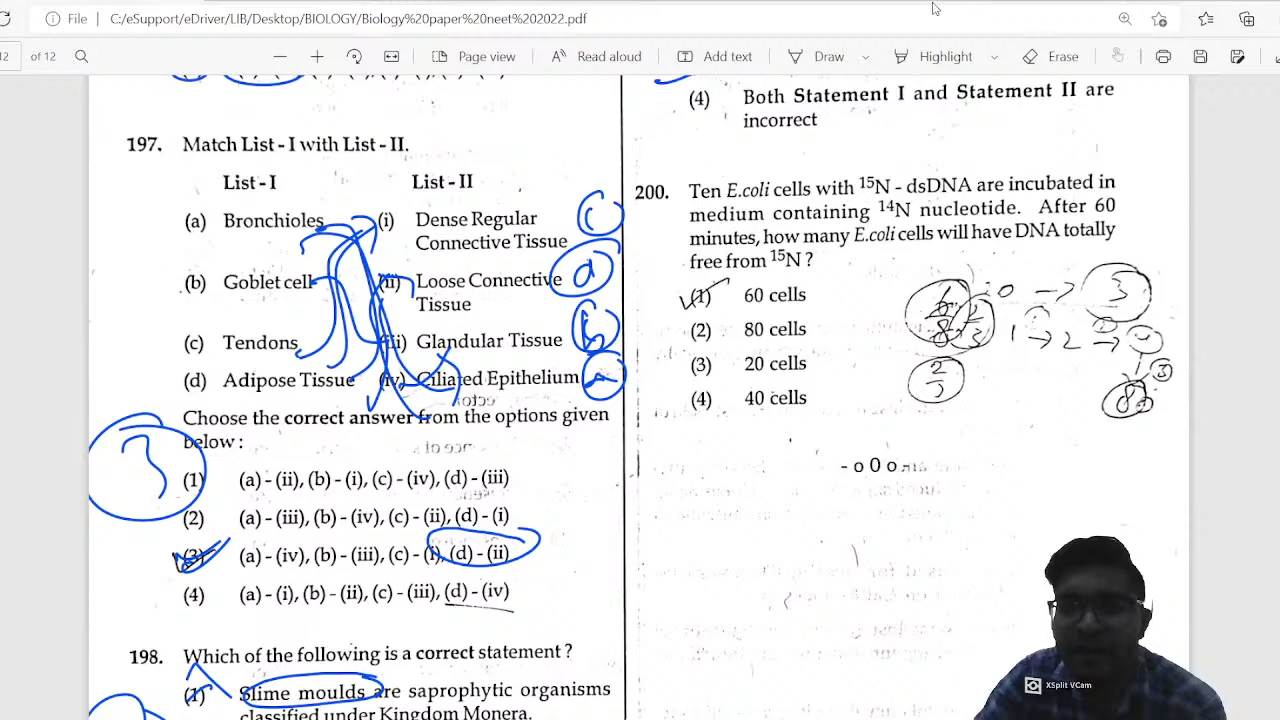 File
C:/eSupport/eDriver/LIB/Desktop/BIOLOGY/Biology%20paper%20neet%202022.pdf
12 of 12
Page view
Read aloud
Add text
Draw
Highlight
Erase
197. Match List - I with List - II.
List - I List - II
(a) Bronchioles (i) Dense Regular
Connective Tissue
(b) Goblet cell (ii) Loose Connective
Tissue
(c) Tendons (iii) Glandular Tissue
(d) Adipose Tissue (iv) Ciliated Epithelium
Choose the correct answer from the options given
below :
3
(1) (a) - (ii), (b) - (i), (c) - (iv), (d) - (iii)
(2) (a) - (iii), (b) - (iv), (c) - (ii), (d) - (i)
(3) (a) - (iv), (b) - (iii), (c) - (i), (d) - (ii)
(4) (a) - (i), (b) - (ii), (c) - (iii), (d) - (iv)
198. Which of the following is a correct statement ?
(1) Slime moulds are saprophytic organisms
classified under Kingdom Monera.
(4) Both Statement I and Statement II are
incorrect
200. Ten E.coli cells with 15N - dsDNA are incubated in
medium containing 14N nucleotide. After 60
minutes, how many E.coli cells will have DNA totally
free from 15N ?
(1) 60 cells
(2) 80 cells
(3) 20 cells
(4) 40 cells
- o 0 o -
XSplit VCam